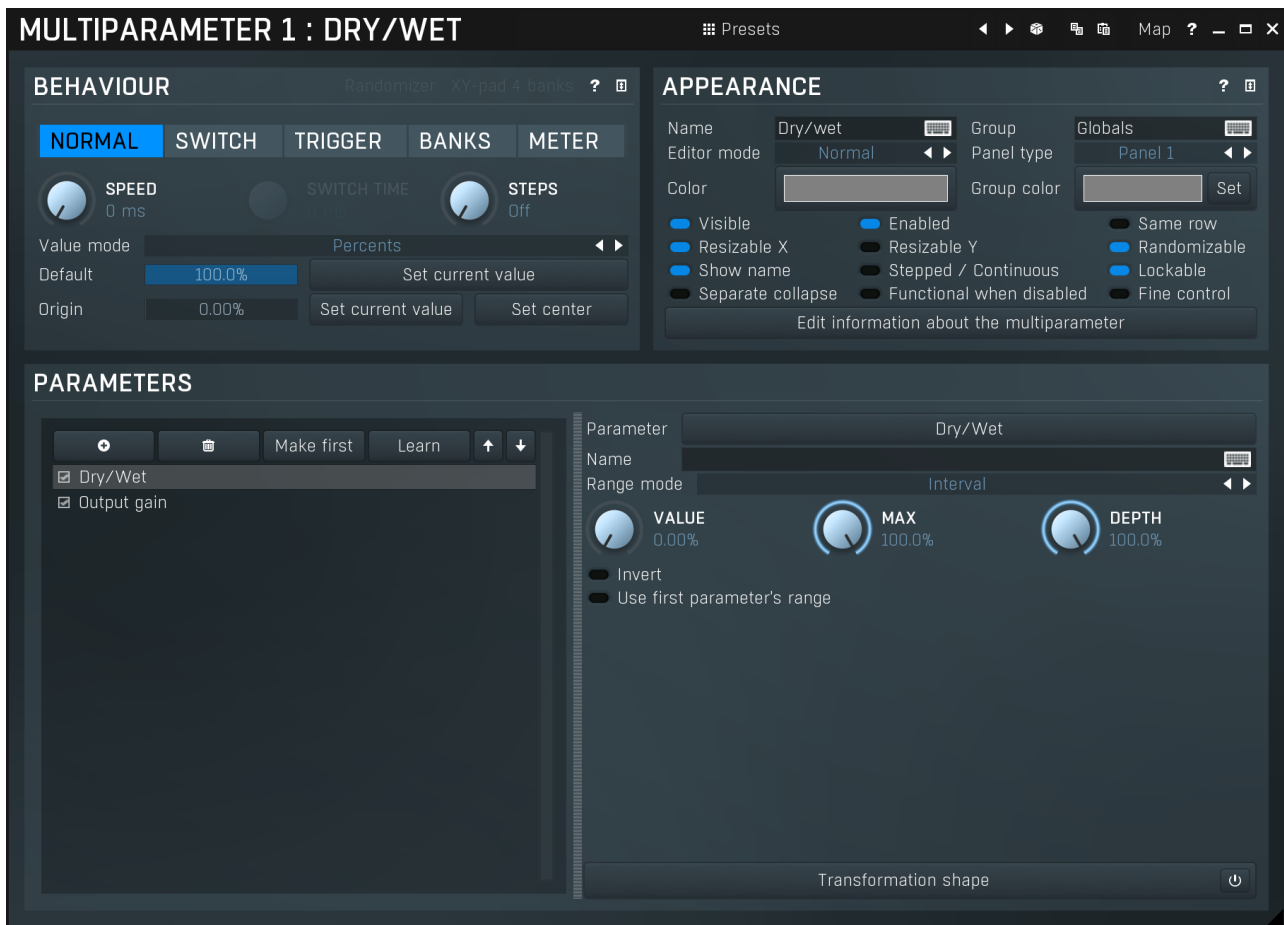 MULTIPARAMETER 1 : DRY/WET Presets Map ?
BEHAVIOUR Randomizer XY-pad 4 banks ?
NORMAL SWITCH TRIGGER BANKS METER
SPEED SWITCH TIME STEPS
0 ms Off
Value mode Percents
Default 100.0% Set current value
Origin 0.00% Set current value Set center
APPEARANCE ?
Name Dry/wet Group Globals
Editor mode Normal Panel type Panel 1
Color Group color Set
Visible Enabled Same row
Resizable X Resizable Y Randomizable
Show name Stepped / Continuous Lockable
Separate collapse Functional when disabled Fine control
Edit information about the multiparameter
PARAMETERS
Make first Learn
Dry/Wet
Output gain
Parameter Dry/Wet
Name
Range mode Interval
VALUE MAX DEPTH
0.00% 100.0% 100.0%
Invert
Use first parameter's range
Transformation shape